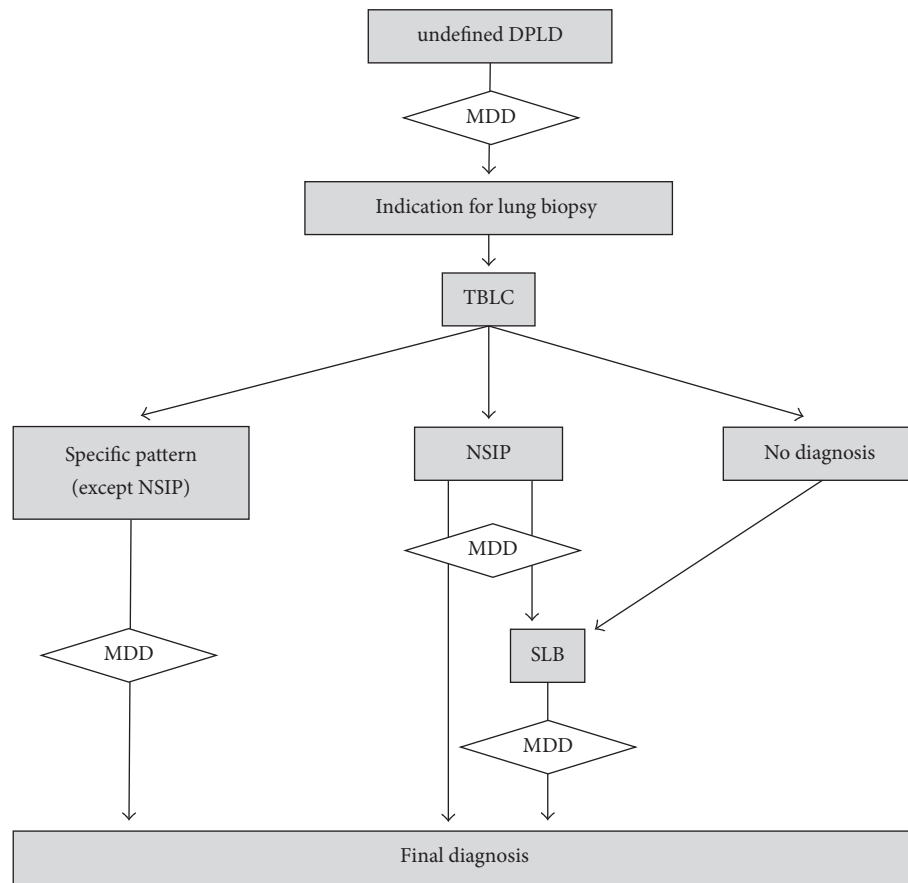 undefined DPLD
MDD
Indication for lung biopsy
TBLC
Specific pattern
(except NSIP)
NSIP
No diagnosis
MDD
MDD
SLB
MDD
Final diagnosis